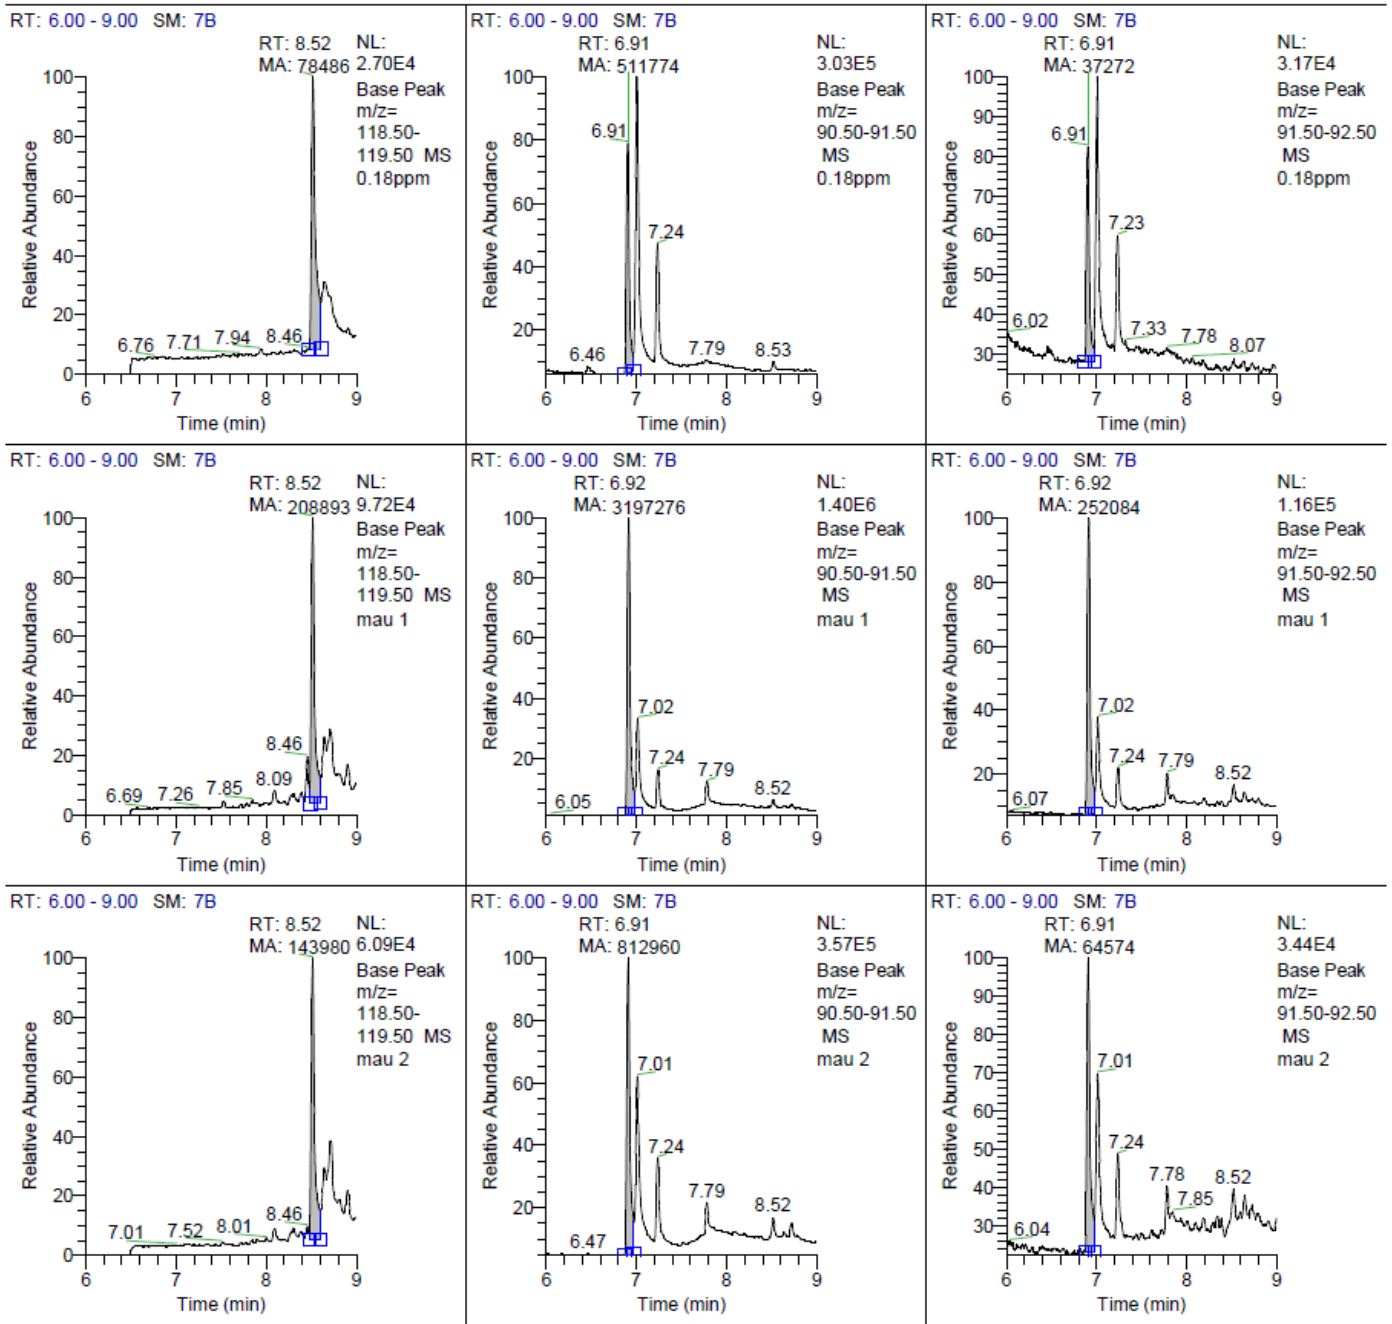 RT: 6.00 - 9.00 SM: 7B
RT: 8.52
MA: 78486
NL:
2.70E4
Base Peak
m/z=
118.50-
119.50 MS
0.18ppm
Relative Abundance
100
80
60
40
20
0
6.76
7.71
7.94
8.46
6
7
8
9
Time (min)
RT: 6.00 - 9.00 SM: 7B
RT: 6.91
MA: 511774
NL:
3.03E5
Base Peak
m/z=
90.50-91.50
MS
0.18ppm
Relative Abundance
100
80
60
40
20
6.46
6.91
7.24
7.79
8.53
6
7
8
9
Time (min)
RT: 6.00 - 9.00 SM: 7B
RT: 6.91
MA: 37272
NL:
3.17E4
Base Peak
m/z=
91.50-92.50
MS
0.18ppm
Relative Abundance
100
90
80
70
60
50
40
30
6.02
6.91
7.23
7.33
7.78
8.07
6
7
8
9
Time (min)
RT: 6.00 - 9.00 SM: 7B
RT: 8.52
MA: 208893
NL:
9.72E4
Base Peak
m/z=
118.50-
119.50 MS
mau 1
Relative Abundance
100
80
60
40
20
0
6.69
7.26
7.85
8.09
8.46
6
7
8
9
Time (min)
RT: 6.00 - 9.00 SM: 7B
RT: 6.92
MA: 3197276
NL:
1.40E6
Base Peak
m/z=
90.50-91.50
MS
mau 1
Relative Abundance
100
80
60
40
20
6.05
7.02
7.24
7.79
8.52
6
7
8
9
Time (min)
RT: 6.00 - 9.00 SM: 7B
RT: 6.92
MA: 252084
NL:
1.16E5
Base Peak
m/z=
91.50-92.50
MS
mau 1
Relative Abundance
100
80
60
40
20
6.07
7.02
7.24
7.79
8.52
6
7
8
9
Time (min)
RT: 6.00 - 9.00 SM: 7B
RT: 8.52
MA: 143980
NL:
6.09E4
Base Peak
m/z=
118.50-
119.50 MS
mau 2
Relative Abundance
100
80
60
40
20
0
7.01
7.52
8.01
8.46
6
7
8
9
Time (min)
RT: 6.00 - 9.00 SM: 7B
RT: 6.91
MA: 812960
NL:
3.57E5
Base Peak
m/z=
90.50-91.50
MS
mau 2
Relative Abundance
100
80
60
40
20
6.47
7.01
7.24
7.79
8.52
6
7
8
9
Time (min)
RT: 6.00 - 9.00 SM: 7B
RT: 6.91
MA: 64574
NL:
3.44E4
Base Peak
m/z=
91.50-92.50
MS
mau 2
Relative Abundance
100
90
80
70
60
50
40
30
6.04
7.01
7.24
7.78
7.85
8.52
6
7
8
9
Time (min)